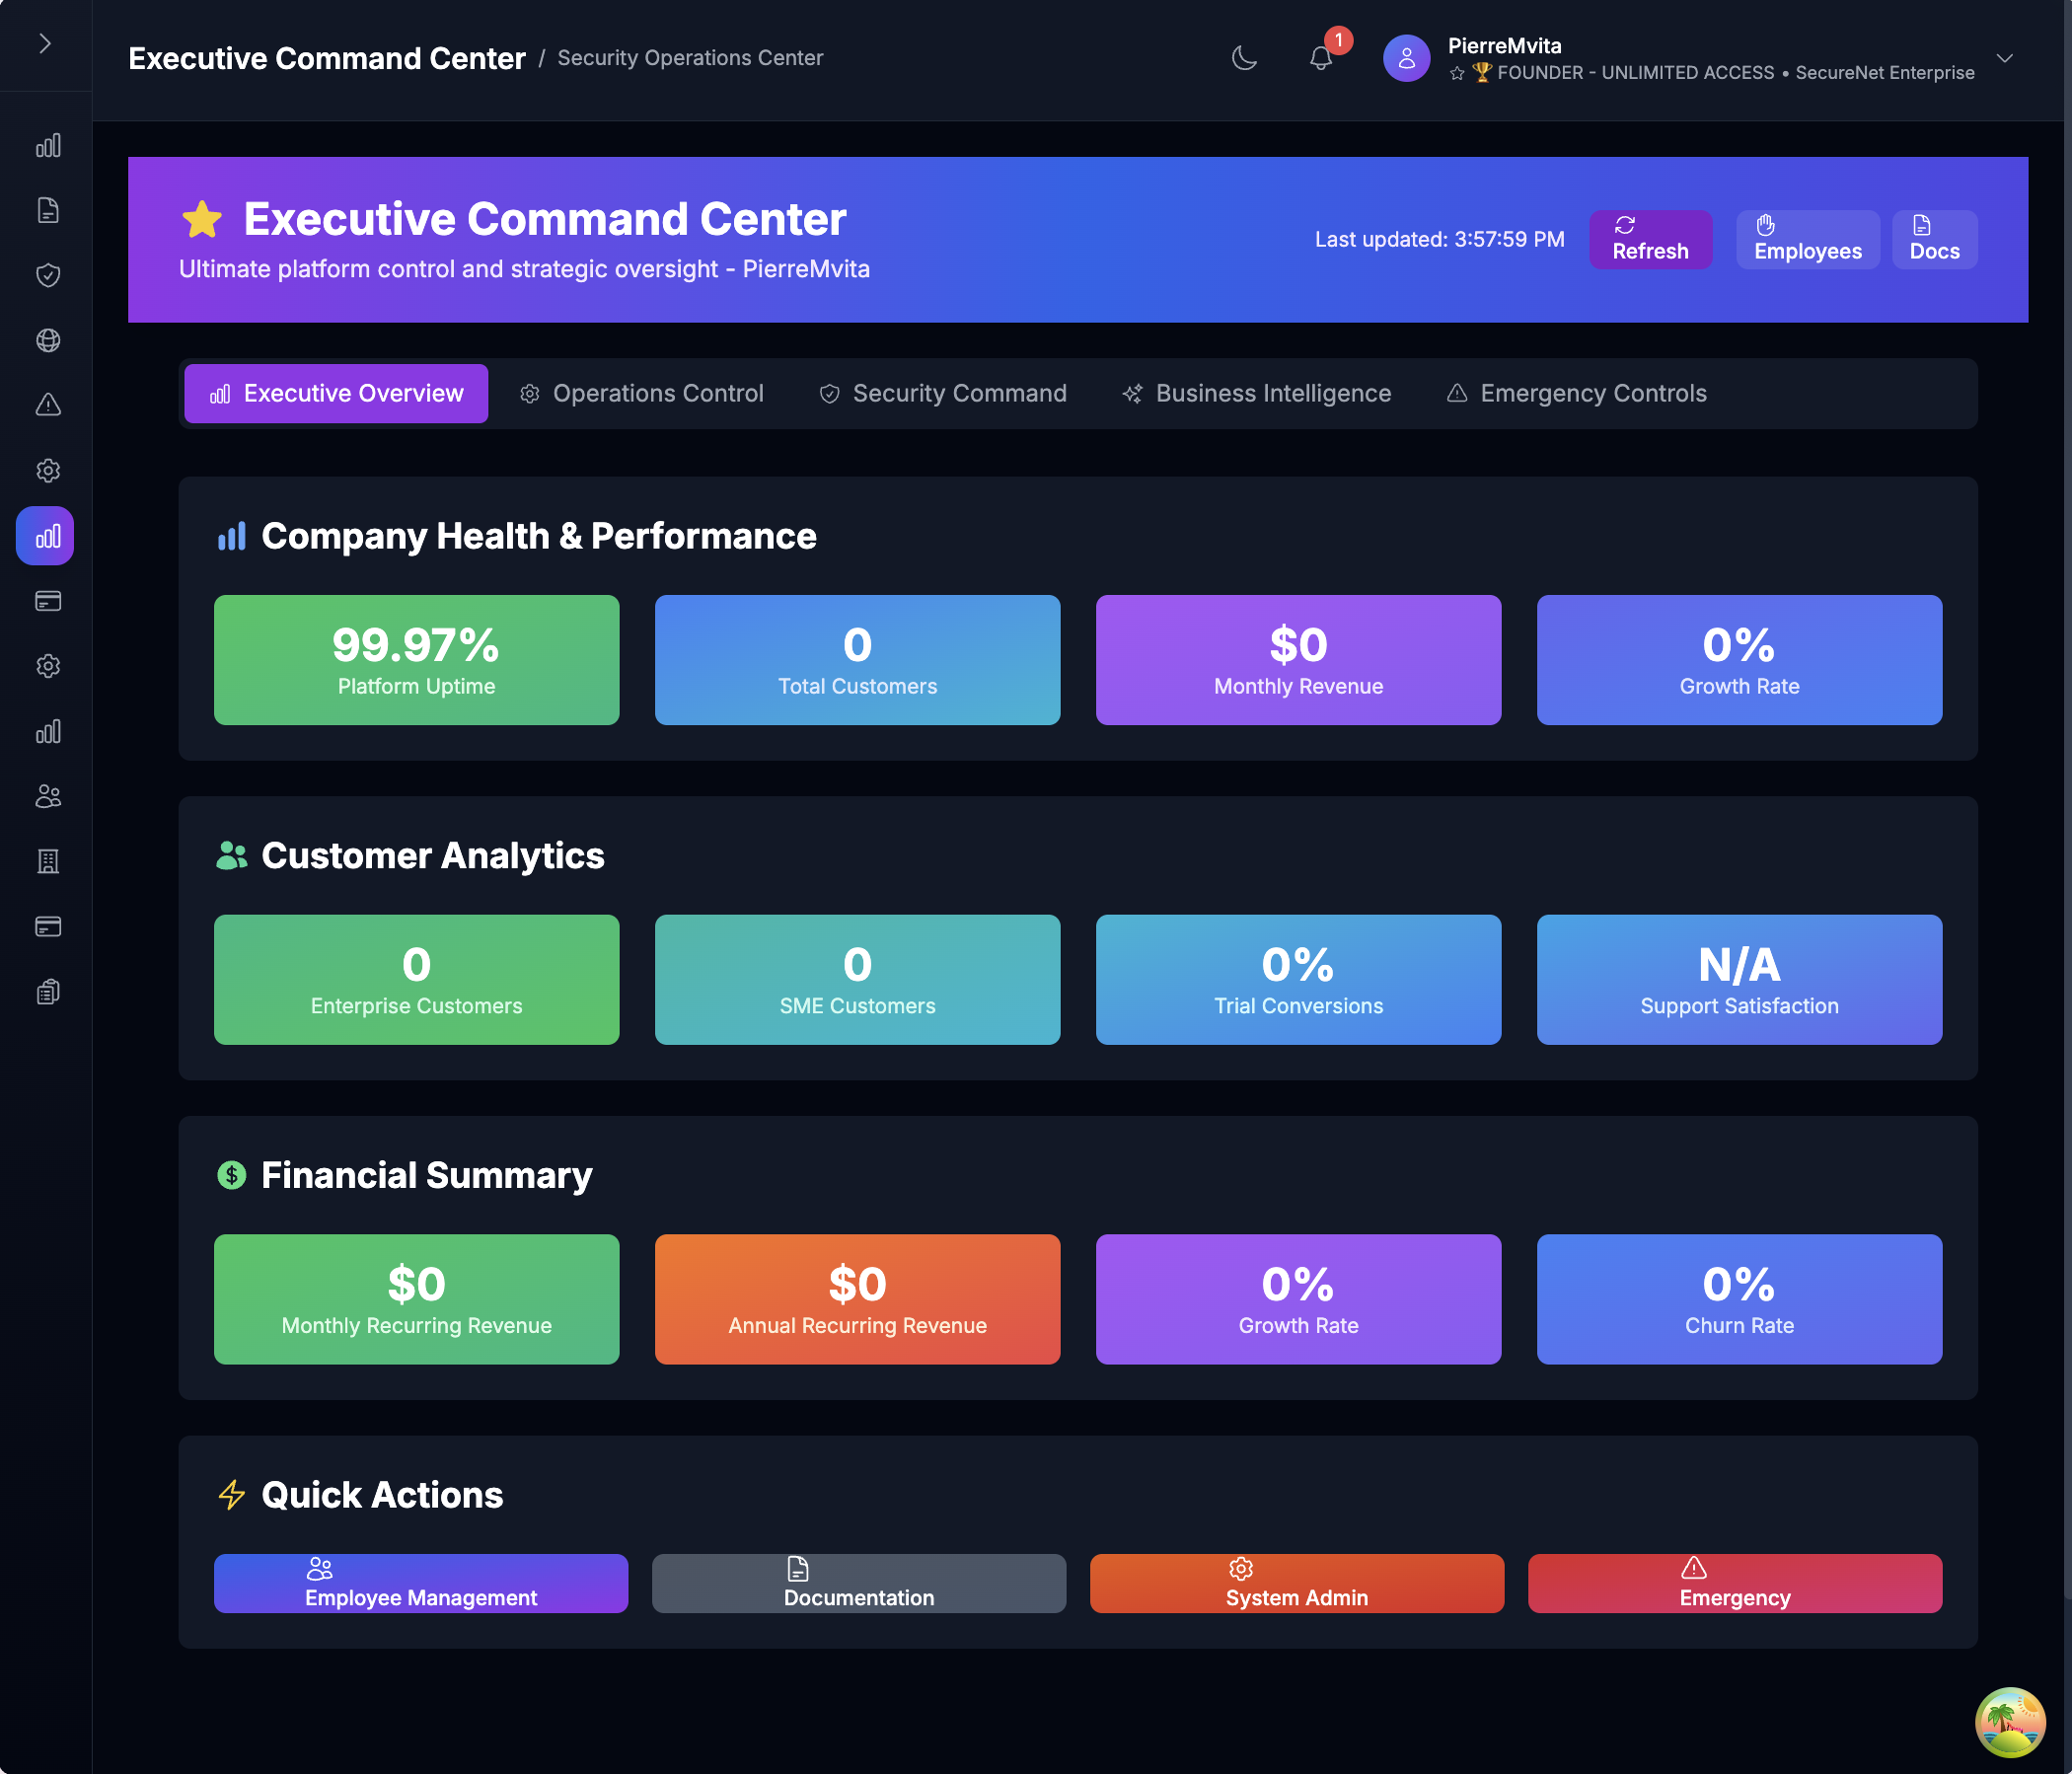 Executive Command Center / Security Operations Center
1
PierreMvita
FOUNDER - UNLIMITED ACCESS • SecureNet Enterprise
Executive Command Center
Ultimate platform control and strategic oversight - PierreMvita
Last updated: 3:57:59 PM
Refresh
Employees
Docs
Executive Overview
Operations Control
Security Command
Business Intelligence
Emergency Controls
Company Health & Performance
99.97%
Platform Uptime
0
Total Customers
$0
Monthly Revenue
0%
Growth Rate
Customer Analytics
0
Enterprise Customers
0
SME Customers
0%
Trial Conversions
N/A
Support Satisfaction
Financial Summary
$0
Monthly Recurring Revenue
$0
Annual Recurring Revenue
0%
Growth Rate
0%
Churn Rate
Quick Actions
Employee Management
Documentation
System Admin
Emergency